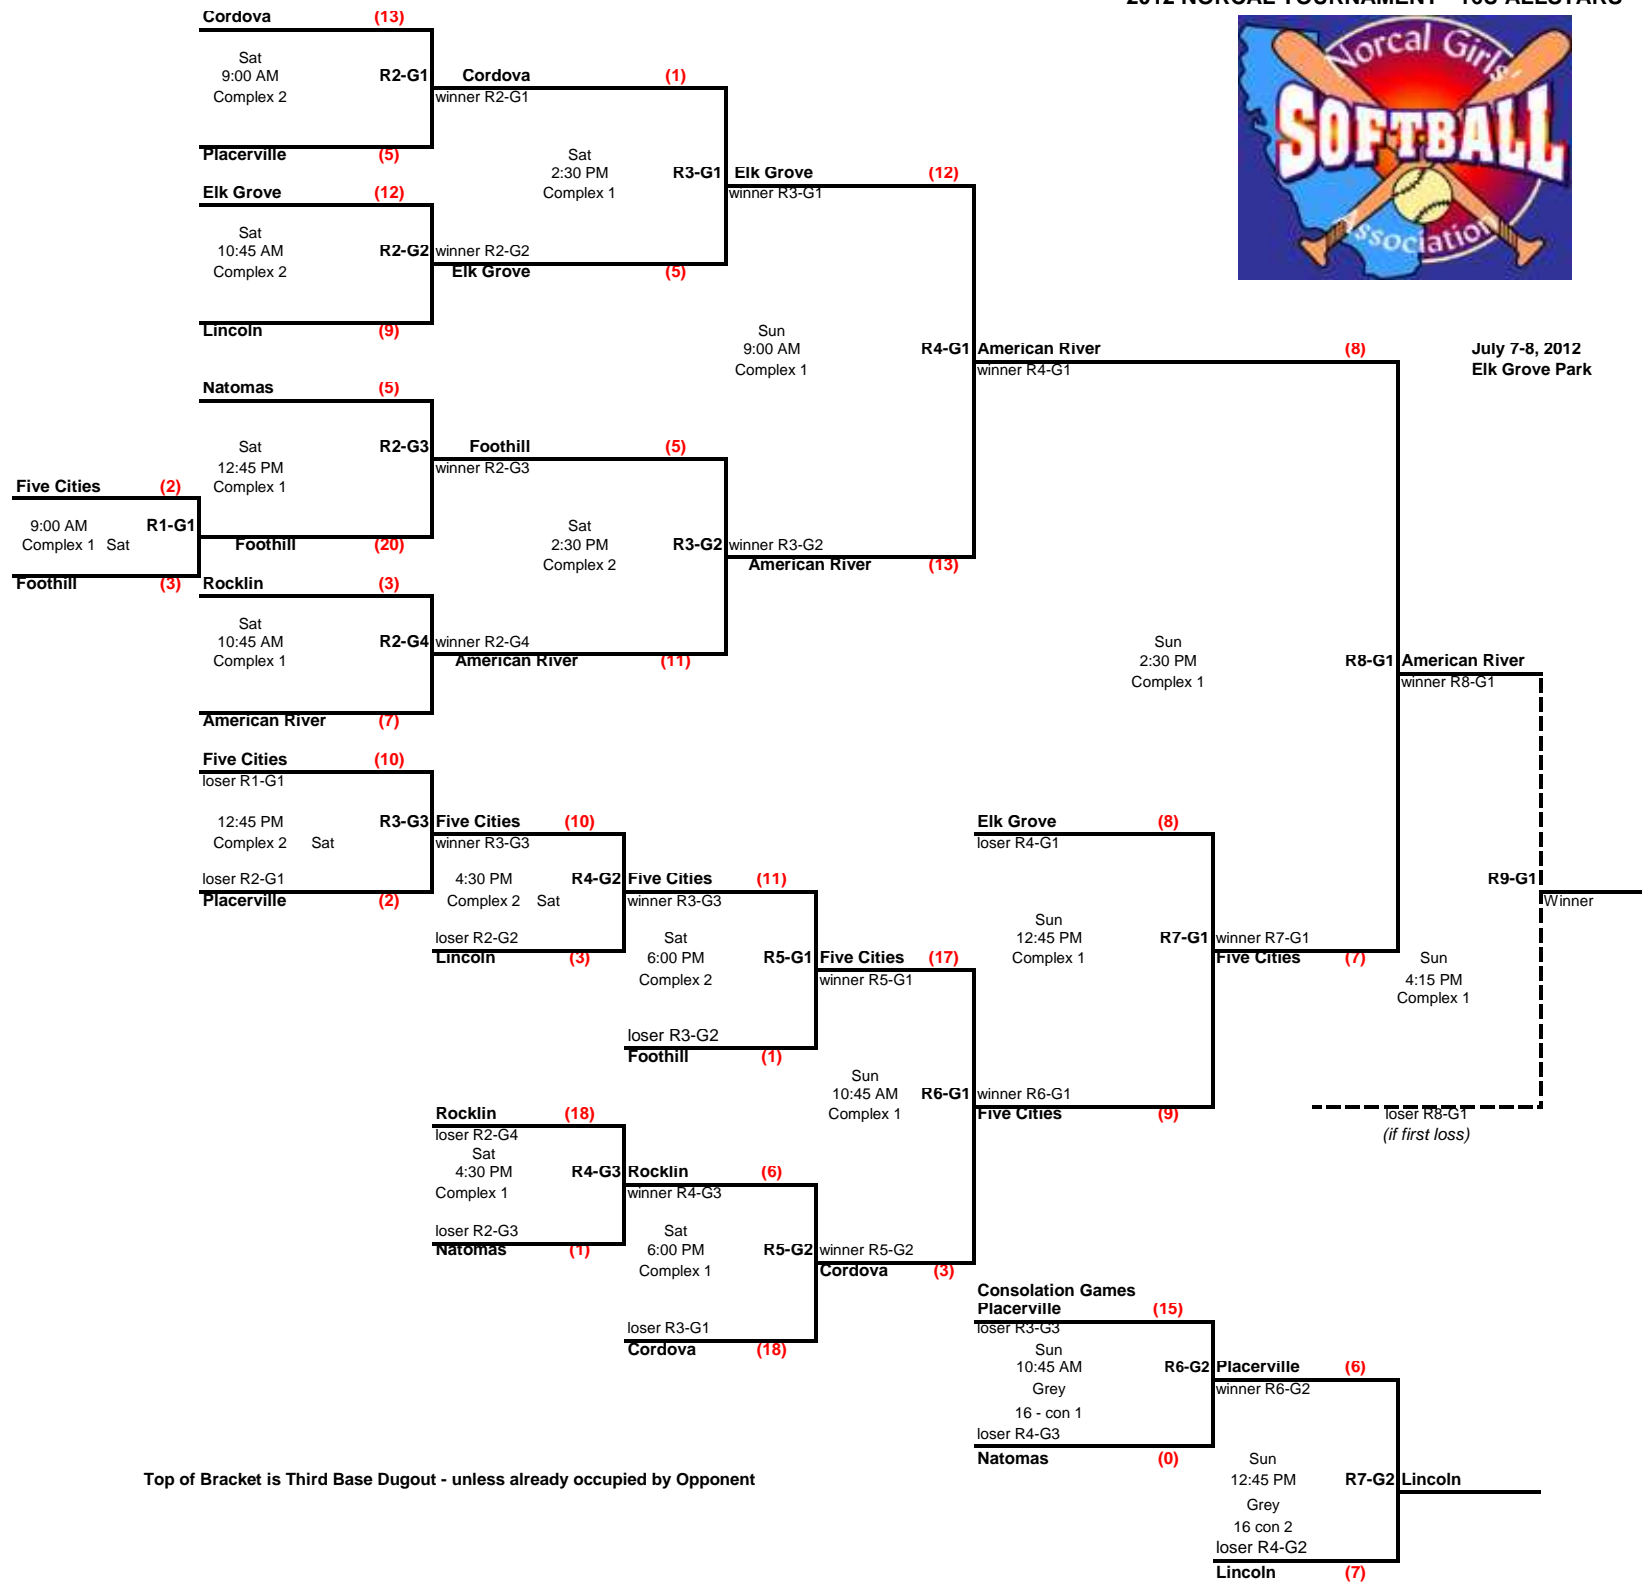 Cordova (13)
Sat
9:00 AM R2-G1
Complex 2
Placerville (5)
Cordova (1)
winner R2-G1
Elk Grove (12)
Sat
10:45 AM R2-G2
Complex 2
Lincoln (9)
winner R2-G2
Elk Grove (5)
Sat
2:30 PM R3-G1
Complex 1
Elk Grove (12)
winner R3-G1
Norcal Girls'
SOFTBALL
Association
July 7-8, 2012
Elk Grove Park
Natomas (5)
Sat R2-G3
12:45 PM
Complex 1
Five Cities (2)
9:00 AM R1-G1
Complex 1 Sat
Foothill (3)
Foothill (20)
Foothill (5)
winner R2-G3
Rocklin (3)
Sat
10:45 AM R2-G4
Complex 1
American River (7)
winner R2-G4
American River (11)
Sat
2:30 PM R3-G2
Complex 2
winner R3-G2
American River (13)
Sun
9:00 AM R4-G1
Complex 1
American River (8)
winner R4-G1
Sun
2:30 PM R8-G1
Complex 1
American River
winner R8-G1
Five Cities (10)
loser R1-G1
12:45 PM R3-G3
Complex 2 Sat
loser R2-G1
Placerville (2)
Five Cities (10)
winner R3-G3
4:30 PM R4-G2
Complex 2 Sat
loser R2-G2
Lincoln (3)
Five Cities (11)
winner R3-G3
Sat
6:00 PM R5-G1
Complex 2
loser R3-G2
Foothill (1)
Five Cities (17)
winner R5-G1
Elk Grove (8)
loser R4-G1
Sun
12:45 PM R7-G1
Complex 1
winner R7-G1
Five Cities (7)
R9-G1
Winner
Sun
4:15 PM
Complex 1
loser R8-G1
(if first loss)
Sun
10:45 AM R6-G1
Complex 1
winner R6-G1
Five Cities (9)
Rocklin (18)
loser R2-G4
Sat
4:30 PM R4-G3
Complex 1
loser R2-G3
Natomas (1)
Rocklin (6)
winner R4-G3
Sat
6:00 PM R5-G2
Complex 1
loser R3-G1
Cordova (18)
winner R5-G2
Cordova (3)
Consolation Games
Placerville (15)
loser R3-G3
Sun
10:45 AM R6-G2
Grey
16 - con 1
loser R4-G3
Natomas (0)
Placerville (6)
winner R6-G2
Sun
12:45 PM R7-G2 Lincoln
Grey
16 con 2
loser R4-G2
Lincoln (7)
Top of Bracket is Third Base Dugout - unless already occupied by Opponent